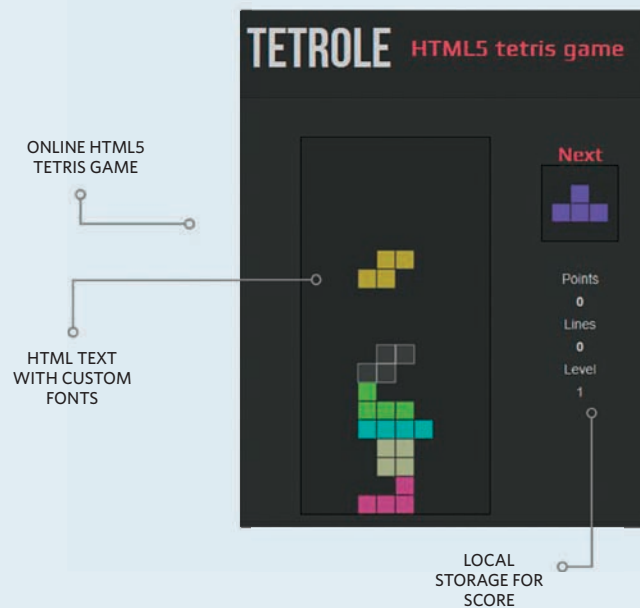 TETROLE HTML5 tetris game
ONLINE HTML5
TETRIS GAME
Next
Points
0
Lines
0
Level
1
HTML TEXT
WITH CUSTOM
FONTS
LOCAL
STORAGE FOR
SCORE